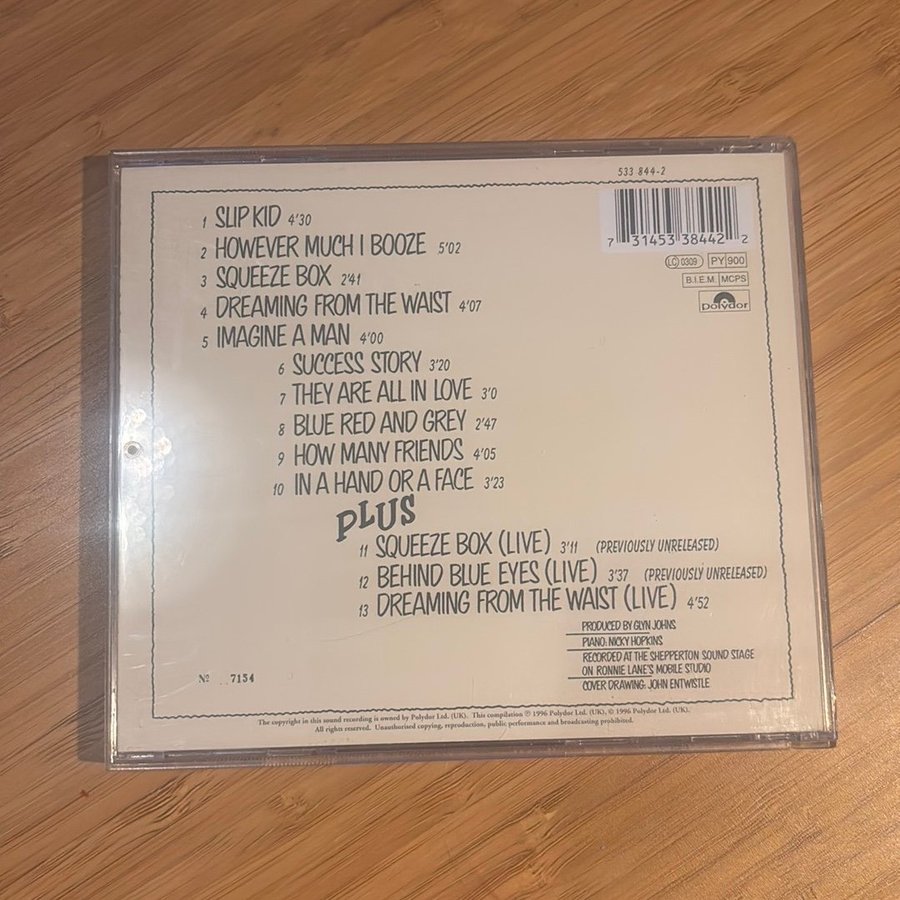 533 844-2
7 31453 38442 2
LC 0309 PY 900
B.I.E.M. MCPS
polydor
1 SLIP KID 4'30
2 HOWEVER MUCH I BOOZE 5'02
3 SQUEEZE BOX 2'41
4 DREAMING FROM THE WAIST 4'07
5 IMAGINE A MAN 4'00
6 SUCCESS STORY 3'20
7 THEY ARE ALL IN LOVE 3'0
8 BLUE RED AND GREY 2'47
9 HOW MANY FRIENDS 4'05
10 IN A HAND OR A FACE 3'23
PLUS
11 SQUEEZE BOX (LIVE) 3'11 (PREVIOUSLY UNRELEASED)
12 BEHIND BLUE EYES (LIVE) 3'37 (PREVIOUSLY UNRELEASED)
13 DREAMING FROM THE WAIST (LIVE) 4'52
PRODUCED BY GLYN JOHNS
PIANO: NICKY HOPKINS
RECORDED AT THE SHEPPERTON SOUND STAGE
ON RONNIE LANE'S MOBILE STUDIO
COVER DRAWING: JOHN ENTWISTLE
Nº ..7134
The copyright in this sound recording is owned by Polydor Ltd. (UK). This compilation ℗ 1996 Polydor Ltd. (UK), © 1996 Polydor Ltd. (UK).
All rights reserved. Unauthorised copying, reproduction, public performance and broadcasting prohibited.